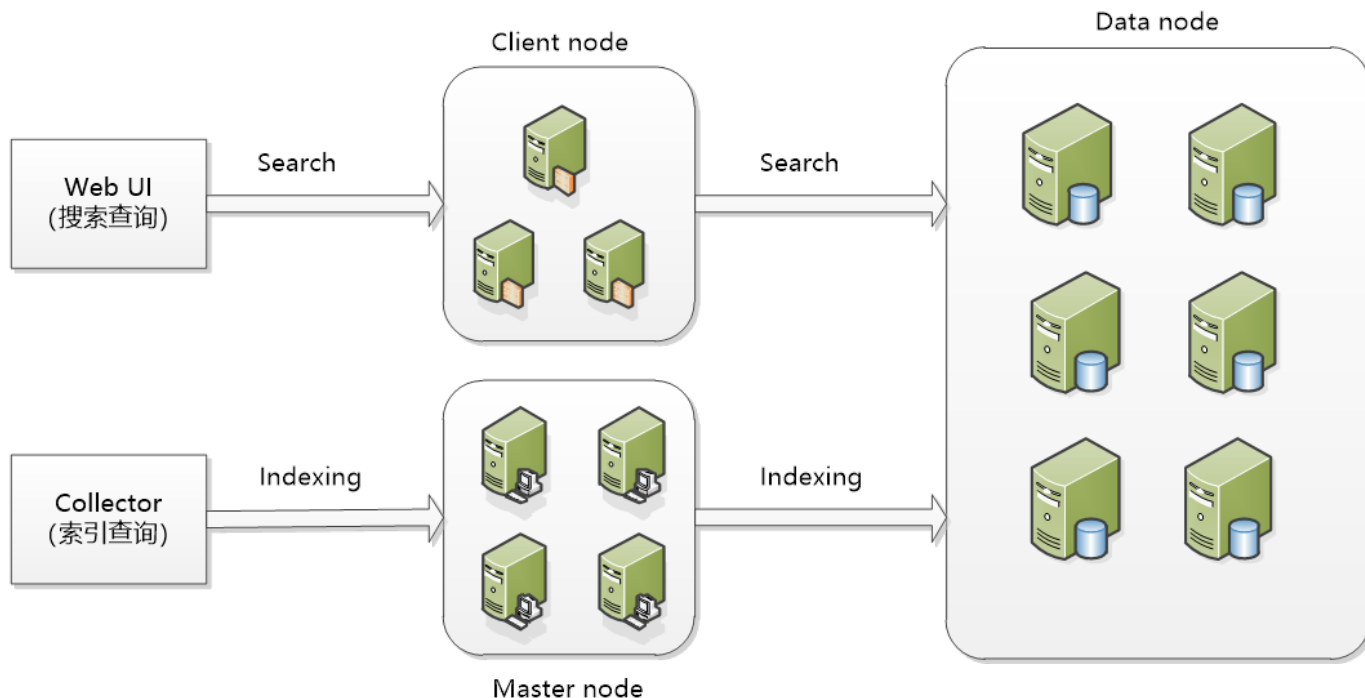 Client node
Data node
Web UI
(搜索查询)
Search
Search
Collector
(索引查询)
Indexing
Indexing
Master node